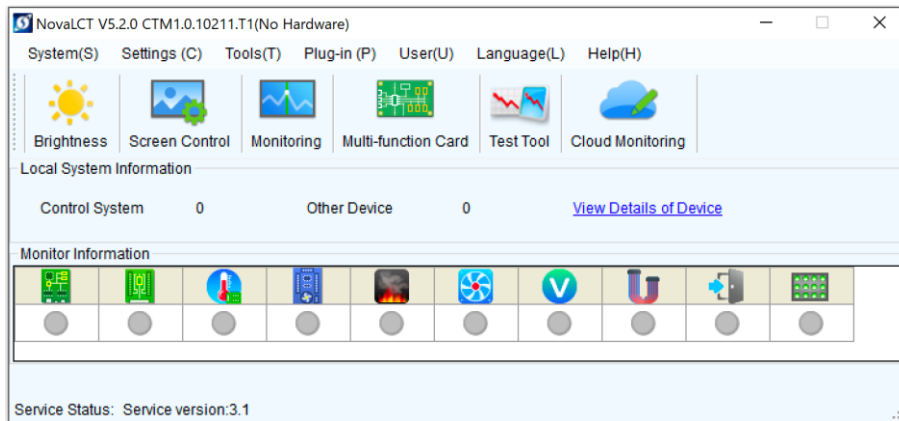 NovaLCT V5.2.0 CTM1.0.10211.T1(No Hardware)
System(S) Settings (C) Tools(T) Plug-in (P) User(U) Language(L) Help(H)
Brightness Screen Control Monitoring Multi-function Card Test Tool Cloud Monitoring
Local System Information
Control System 0 Other Device 0 View Details of Device
Monitor Information
V
Service Status: Service version:3.1